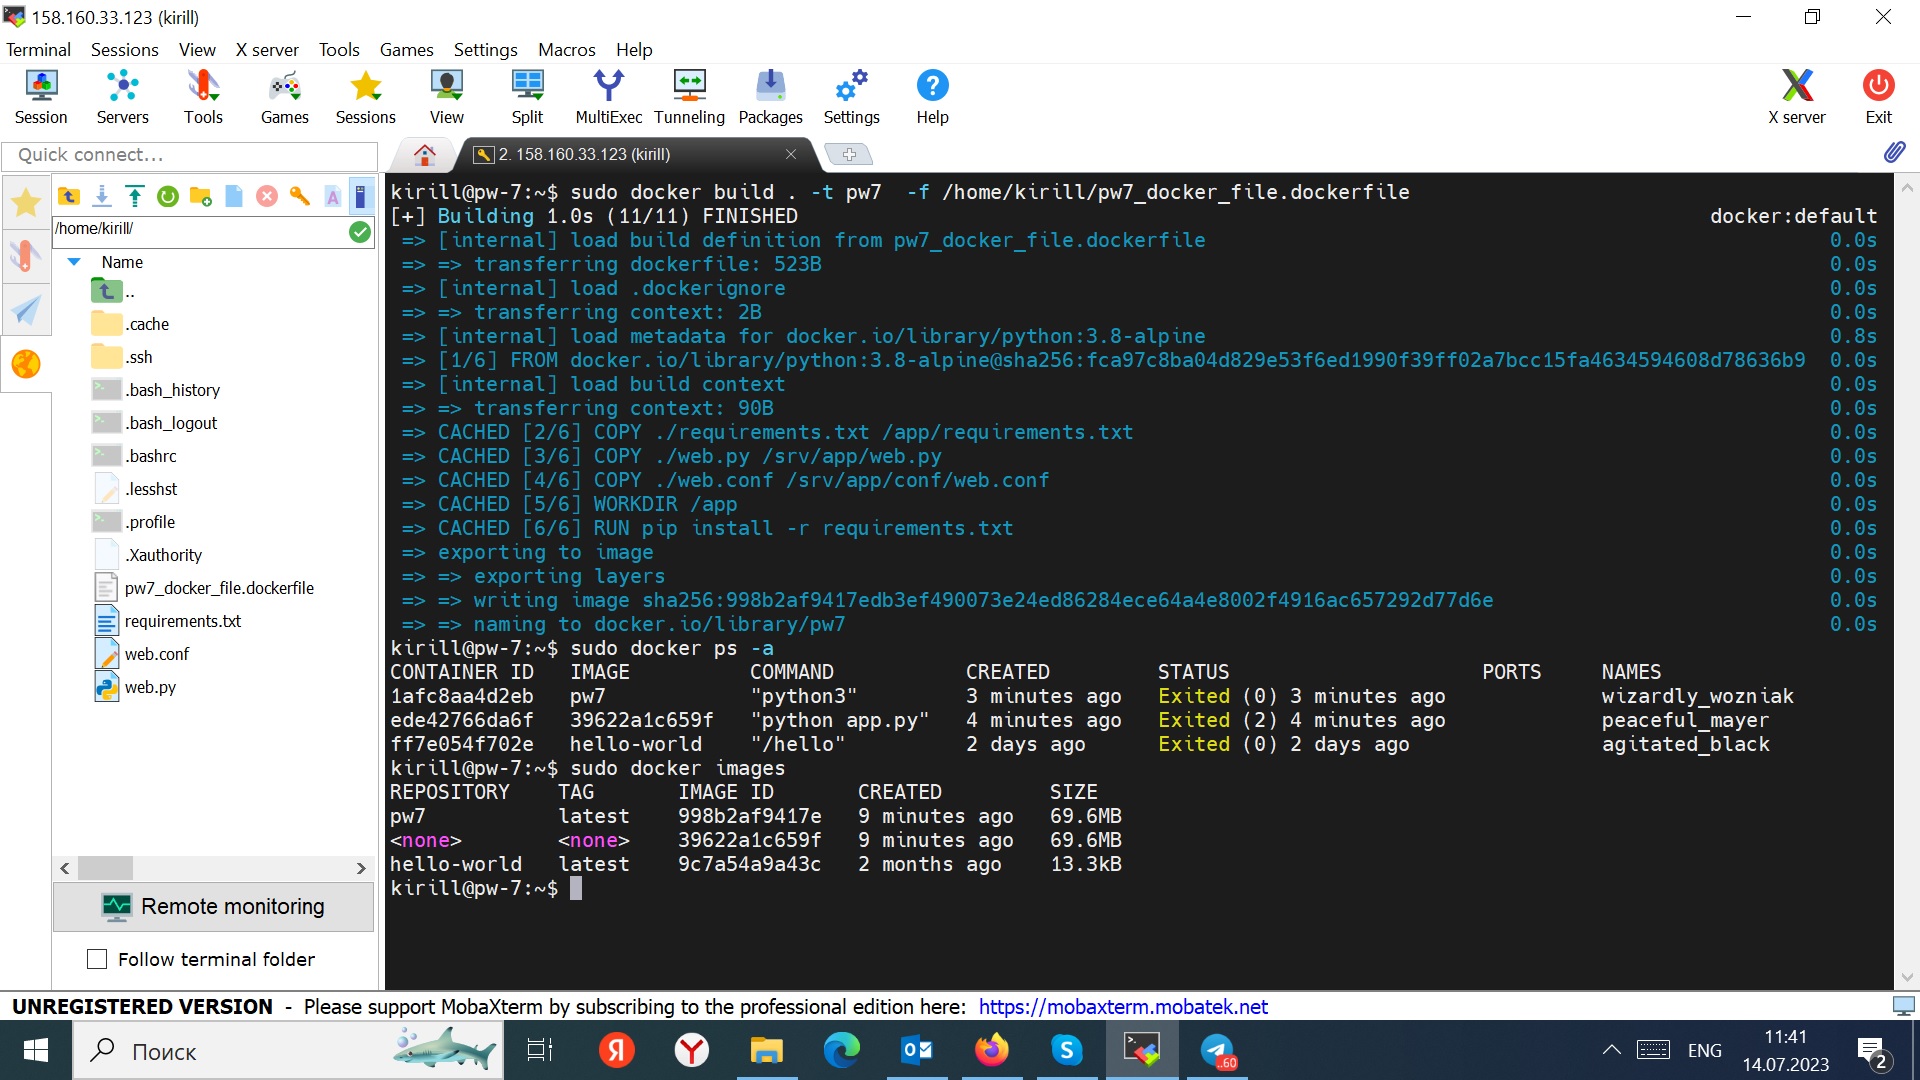 158.160.33.123 (kirill)
Terminal Sessions View X server Tools Games Settings Macros Help
Session Servers Tools Games Sessions View Split MultiExec Tunneling Packages Settings Help X server Exit
Quick connect...
2. 158.160.33.123 (kirill)
/home/kirill/
Name
..
.cache
.ssh
.bash_history
.bash_logout
.bashrc
.lesshst
.profile
.Xauthority
pw7_docker_file.dockerfile
requirements.txt
web.conf
web.py
Remote monitoring
Follow terminal folder
kirill@pw-7:~$ sudo docker build . -t pw7  -f /home/kirill/pw7_docker_file.dockerfile
[+] Building 1.0s (11/11) FINISHED docker:default
=> [internal] load build definition from pw7_docker_file.dockerfile 0.0s
=> => transferring dockerfile: 523B 0.0s
=> [internal] load .dockerignore 0.0s
=> => transferring context: 2B 0.0s
=> [internal] load metadata for docker.io/library/python:3.8-alpine 0.8s
=> [1/6] FROM docker.io/library/python:3.8-alpine@sha256:fca97c8ba04d829e53f6ed1990f39ff02a7bcc15fa4634594608d78636b9 0.0s
=> [internal] load build context 0.0s
=> => transferring context: 90B 0.0s
=> CACHED [2/6] COPY ./requirements.txt /app/requirements.txt 0.0s
=> CACHED [3/6] COPY ./web.py /srv/app/web.py 0.0s
=> CACHED [4/6] COPY ./web.conf /srv/app/conf/web.conf 0.0s
=> CACHED [5/6] WORKDIR /app 0.0s
=> CACHED [6/6] RUN pip install -r requirements.txt 0.0s
=> exporting to image 0.0s
=> => exporting layers 0.0s
=> => writing image sha256:998b2af9417edb3ef490073e24ed86284ece64a4e8002f4916ac657292d77d6e 0.0s
=> => naming to docker.io/library/pw7 0.0s
kirill@pw-7:~$ sudo docker ps -a
CONTAINER ID IMAGE COMMAND CREATED STATUS PORTS NAMES
1afc8aa4d2eb pw7 "python3" 3 minutes ago Exited (0) 3 minutes ago wizardly_wozniak
ede42766da6f 39622a1c659f "python app.py" 4 minutes ago Exited (2) 4 minutes ago peaceful_mayer
ff7e054f702e hello-world "/hello" 2 days ago Exited (0) 2 days ago agitated_black
kirill@pw-7:~$ sudo docker images
REPOSITORY TAG IMAGE ID CREATED SIZE
pw7 latest 998b2af9417e 9 minutes ago 69.6MB
<none> <none> 39622a1c659f 9 minutes ago 69.6MB
hello-world latest 9c7a54a9a43c 2 months ago 13.3kB
kirill@pw-7:~$
UNREGISTERED VERSION - Please support MobaXterm by subscribing to the professional edition here: https://mobaxterm.mobatek.net
Поиск
..60
ENG
11:41
14.07.2023
2